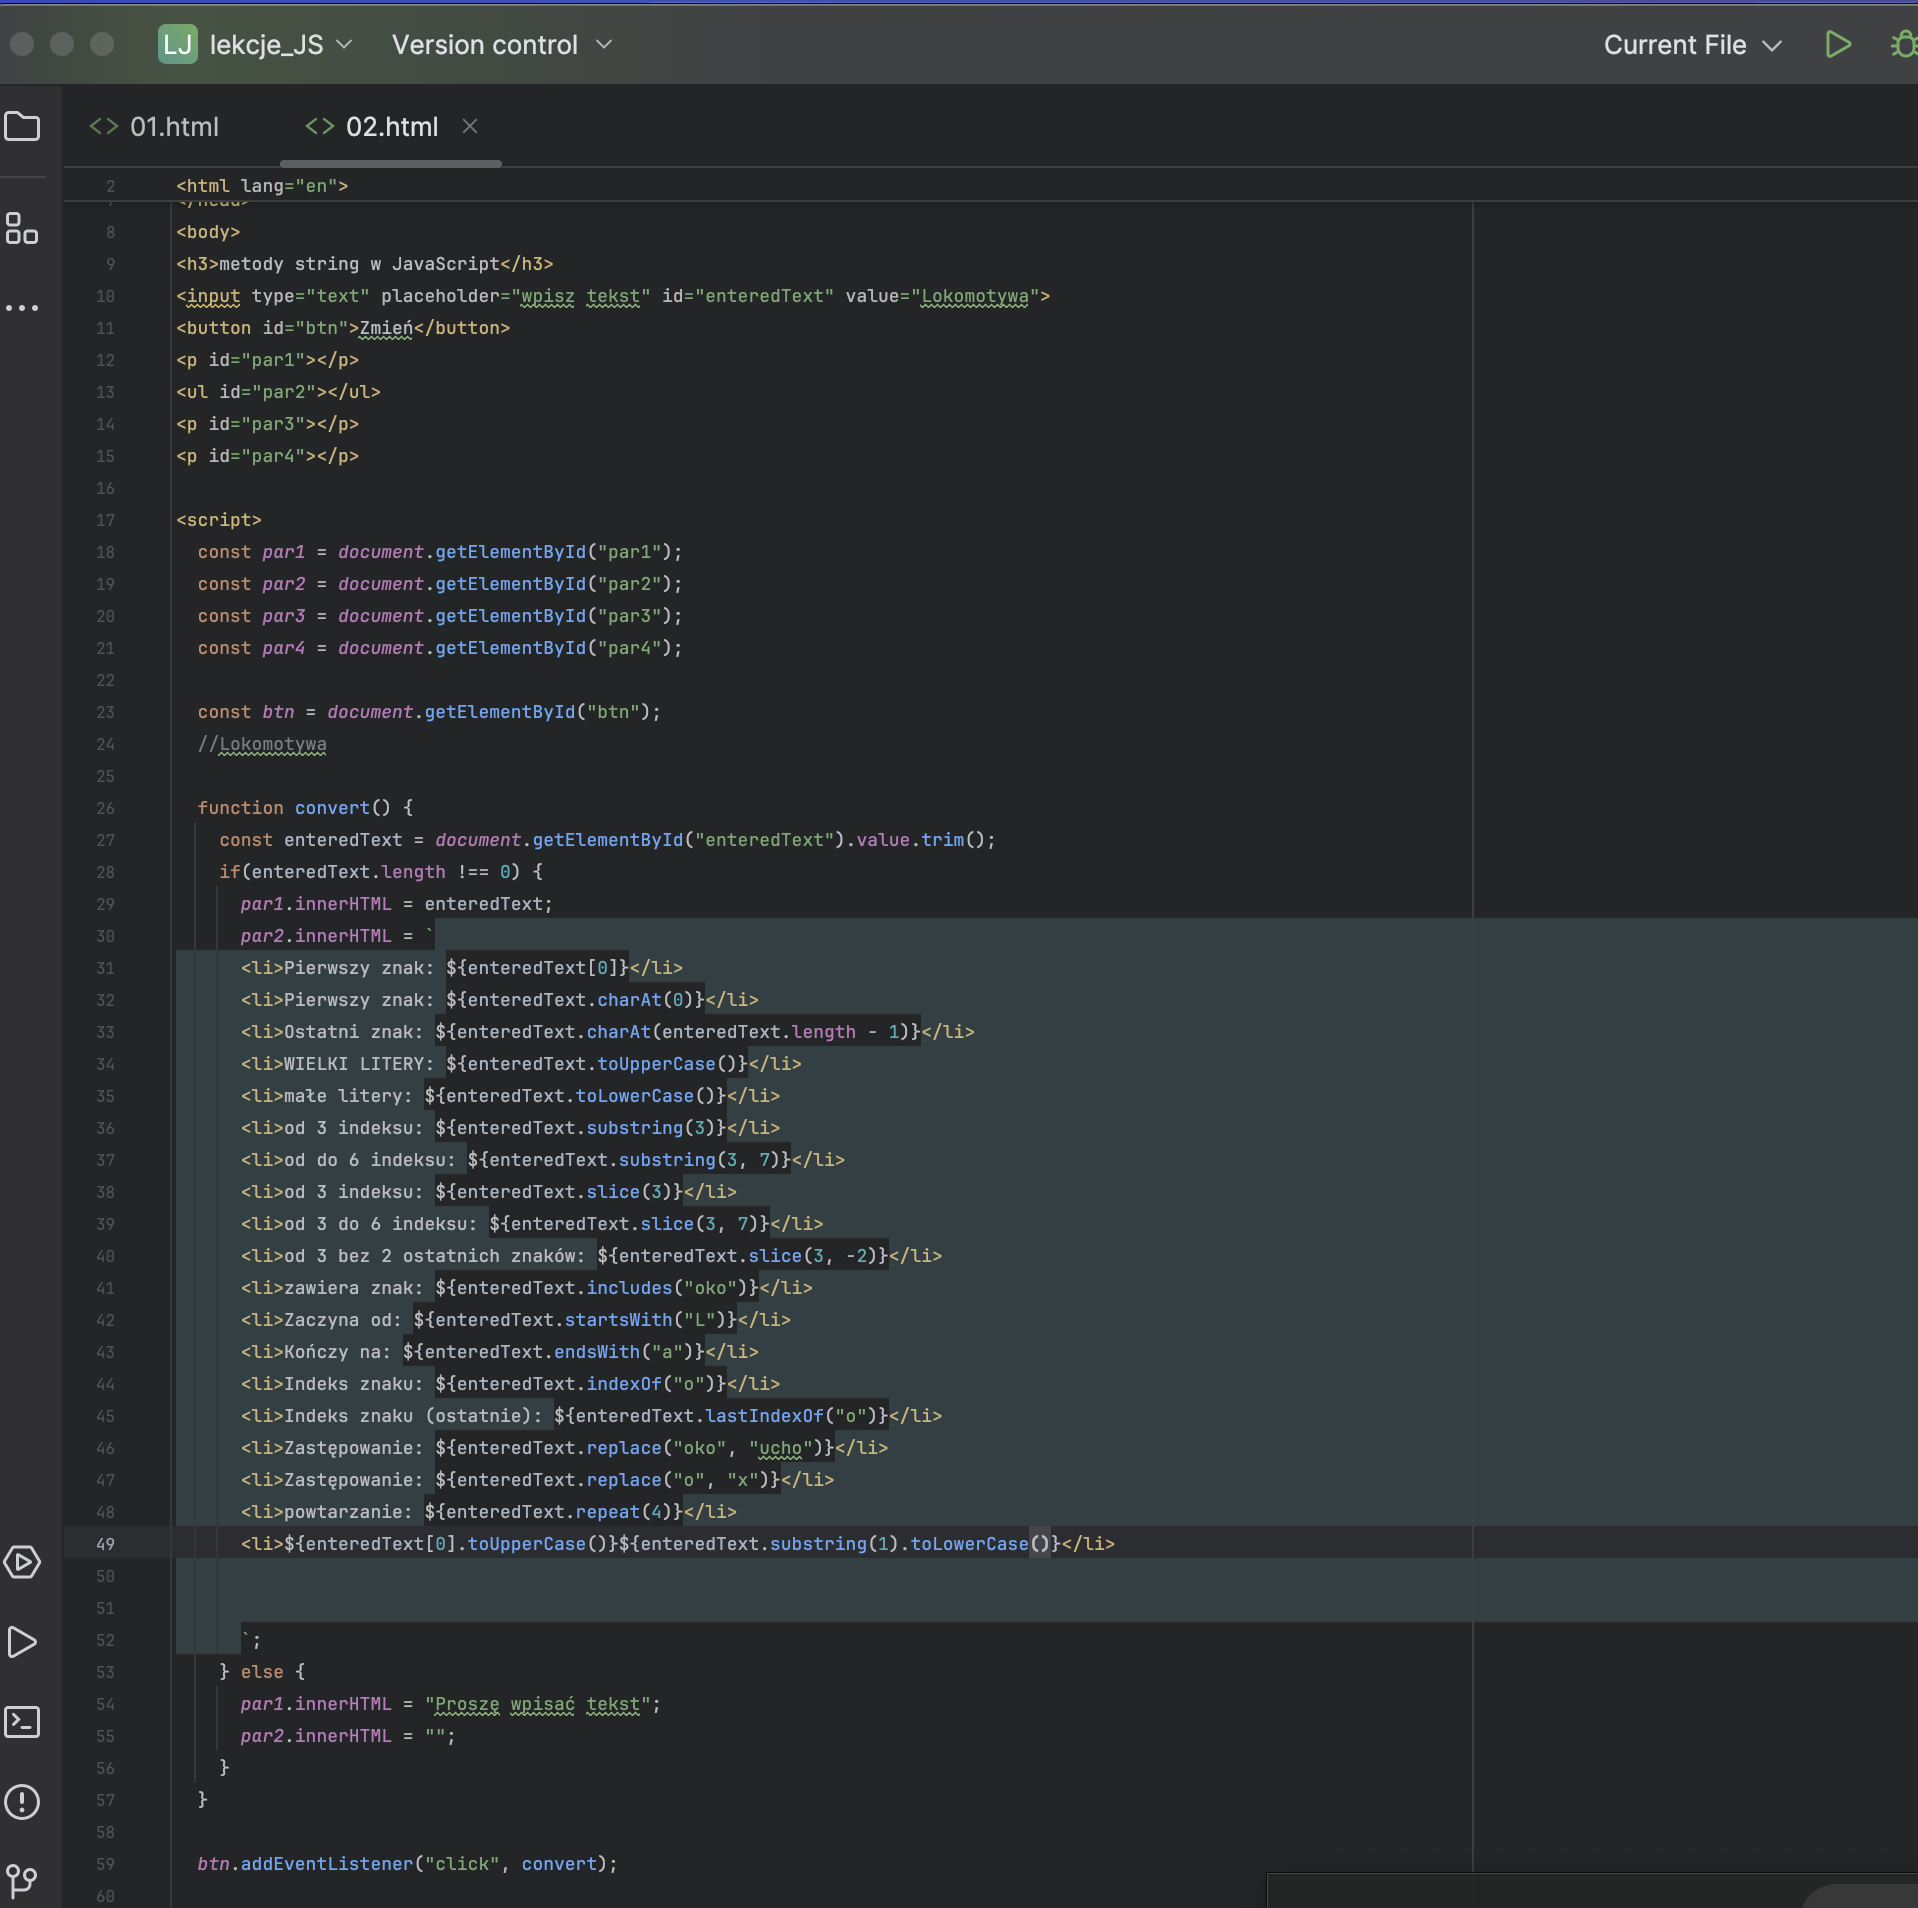 LJ lekcje_JS Version control Current File
01.html 02.html
2 <html lang="en">
8 <body>
9 <h3>metody string w JavaScript</h3>
10 <input type="text" placeholder="wpisz tekst" id="enteredText" value="Lokomotywa">
11 <button id="btn">Zmień</button>
12 <p id="par1"></p>
13 <ul id="par2"></ul>
14 <p id="par3"></p>
15 <p id="par4"></p>
16
17 <script>
18 const par1 = document.getElementById("par1");
19 const par2 = document.getElementById("par2");
20 const par3 = document.getElementById("par3");
21 const par4 = document.getElementById("par4");
22
23 const btn = document.getElementById("btn");
24 //Lokomotywa
25
26 function convert() {
27 const enteredText = document.getElementById("enteredText").value.trim();
28 if(enteredText.length !== 0) {
29 par1.innerHTML = enteredText;
30 par2.innerHTML = `
31 <li>Pierwszy znak: ${enteredText[0]}</li>
32 <li>Pierwszy znak: ${enteredText.charAt(0)}</li>
33 <li>Ostatni znak: ${enteredText.charAt(enteredText.length - 1)}</li>
34 <li>WIELKI LITERY: ${enteredText.toUpperCase()}</li>
35 <li>małe litery: ${enteredText.toLowerCase()}</li>
36 <li>od 3 indeksu: ${enteredText.substring(3)}</li>
37 <li>od do 6 indeksu: ${enteredText.substring(3, 7)}</li>
38 <li>od 3 indeksu: ${enteredText.slice(3)}</li>
39 <li>od 3 do 6 indeksu: ${enteredText.slice(3, 7)}</li>
40 <li>od 3 bez 2 ostatnich znaków: ${enteredText.slice(3, -2)}</li>
41 <li>zawiera znak: ${enteredText.includes("oko")}</li>
42 <li>Zaczyna od: ${enteredText.startsWith("L")}</li>
43 <li>Kończy na: ${enteredText.endsWith("a")}</li>
44 <li>Indeks znaku: ${enteredText.indexOf("o")}</li>
45 <li>Indeks znaku (ostatnie): ${enteredText.lastIndexOf("o")}</li>
46 <li>Zastępowanie: ${enteredText.replace("oko", "ucho")}</li>
47 <li>Zastępowanie: ${enteredText.replace("o", "x")}</li>
48 <li>powtarzanie: ${enteredText.repeat(4)}</li>
49 <li>${enteredText[0].toUpperCase()}${enteredText.substring(1).toLowerCase()}</li>
50
51
52 `;
53 } else {
54 par1.innerHTML = "Proszę wpisać tekst";
55 par2.innerHTML = "";
56 }
57 }
58
59 btn.addEventListener("click", convert);
60